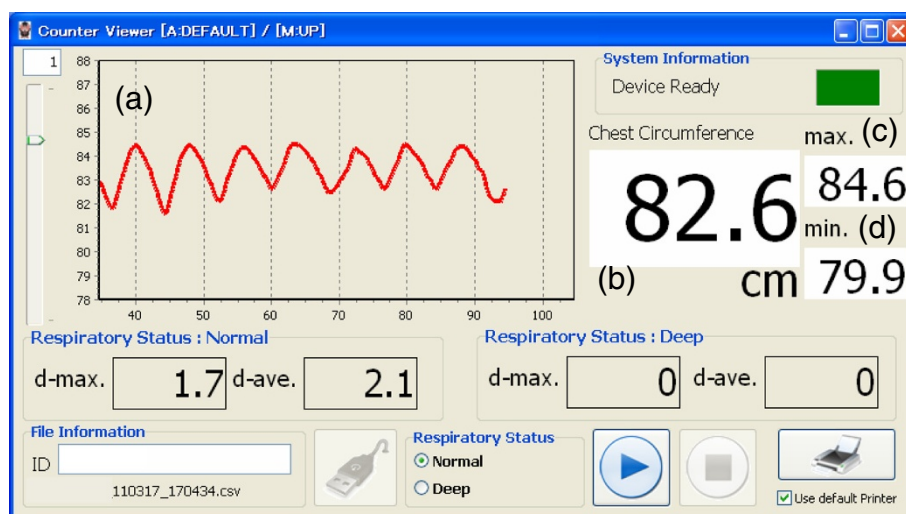 Counter Viewer [A:DEFAULT] / [M:UP]
1
88
87
86
85
84
83
82
81
80
79
78
(a)
40 50 60 70 80 90 100
System Information
Device Ready
Chest Circumference
82.6
(b)
cm
max. (c)
84.6
min. (d)
79.9
Respiratory Status : Normal
d-max. 1.7 d-ave. 2.1
Respiratory Status : Deep
d-max. 0 d-ave. 0
File Information
ID
110317_170434.csv
Respiratory Status
Normal
Deep
Use default Printer